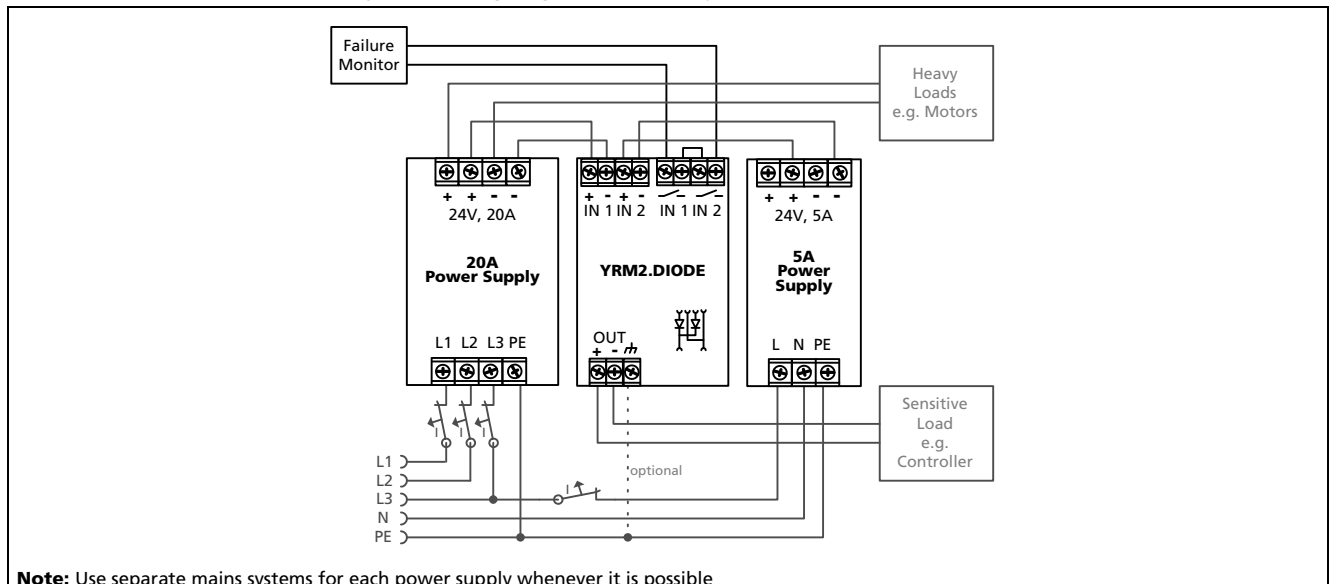 Failure
Monitor
Heavy
Loads
e.g. Motors
+ + - -
24V, 20A
20A
Power Supply
L1 L2 L3 PE
+ - + -
IN 1 IN 2 IN 1 IN 2
YRM2.DIODE
OUT
+ -
+ + - -
24V, 5A
5A
Power
Supply
L N PE
I I I
Sensitive
Load
e.g.
Controller
optional
I
L1
L2
L3
N
PE
Note: Use separate mains systems for each power supply whenever it is possible